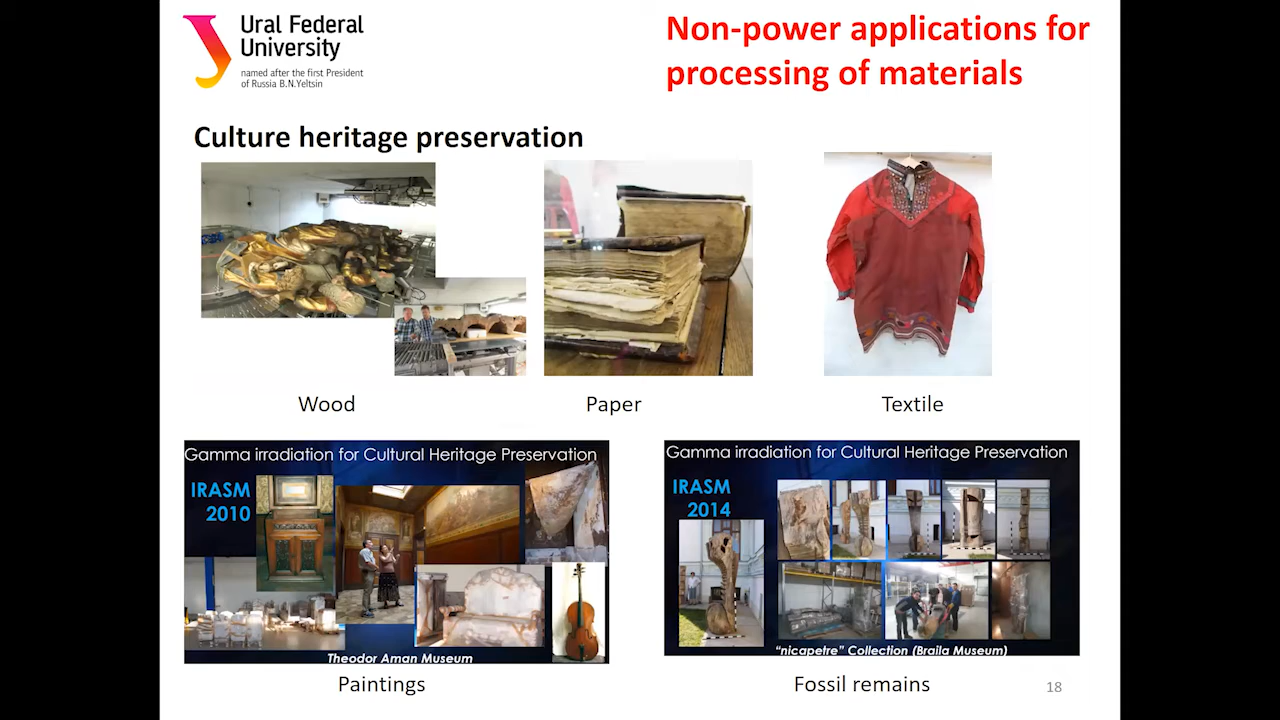 Ural Federal
University
named after the first President
of Russia B.N.Yeltsin
Non-power applications for
processing of materials
Culture heritage preservation
Wood
Paper
Textile
Gamma irradiation for Cultural Heritage Preservation
IRASM
2010
Theodor Aman Museum
Paintings
Gamma irradiation for Cultural Heritage Preservation
IRASM
2014
"nicapetre" Collection (Braila Museum)
Fossil remains
18